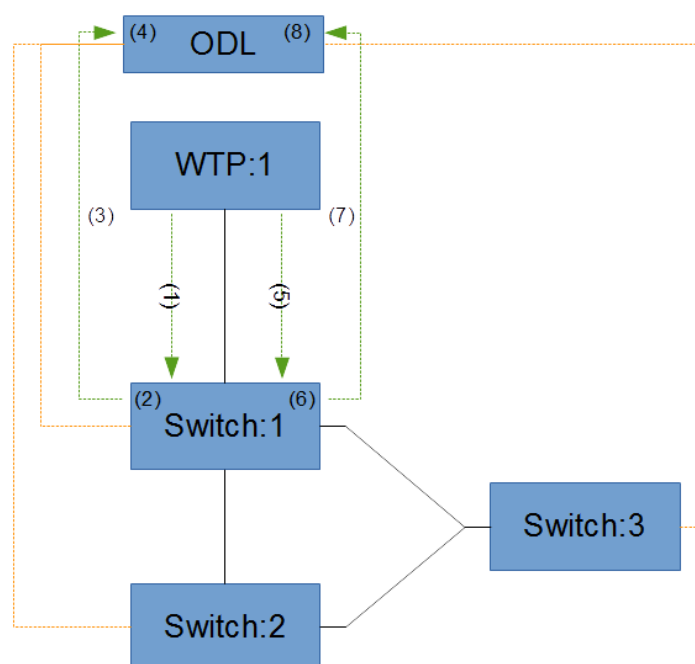 (4) ODL (8)
WTP:1
(3) (7)
(1) (5)
(2) (6)
Switch:1
Switch:3
Switch:2